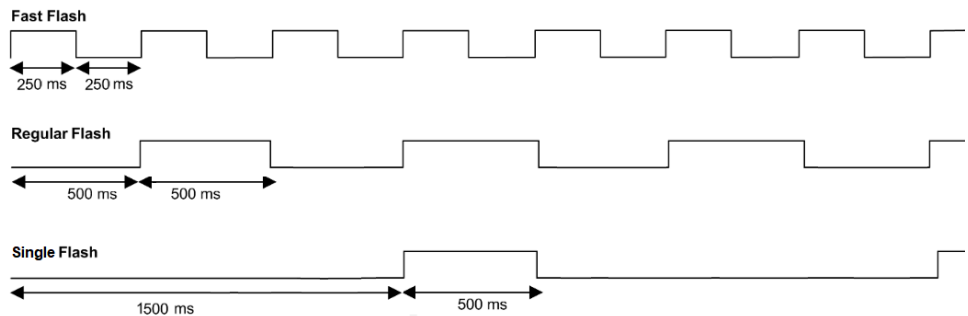 Fast Flash
250 ms 250 ms
Regular Flash
500 ms 500 ms
Single Flash
1500 ms 500 ms